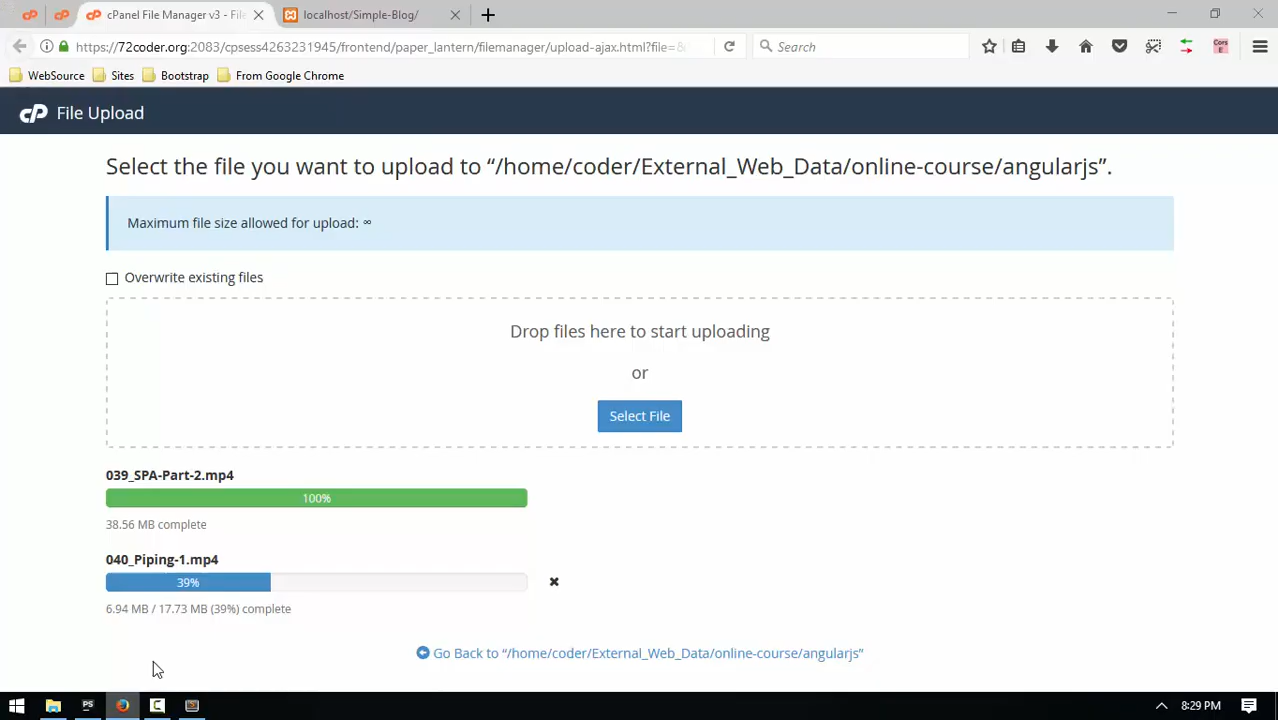 cPanel File Manager v3 - File
localhost/Simple-Blog/
https://72coder.org:2083/cpsess4263231945/frontend/paper_lantern/filemanager/upload-ajax.html?file=
Search
WebSource
Sites
Bootstrap
From Google Chrome
cP File Upload
Select the file you want to upload to “/home/coder/External_Web_Data/online-course/angularjs”.
Maximum file size allowed for upload: ∞
Overwrite existing files
Drop files here to start uploading
or
Select File
039_SPA-Part-2.mp4
100%
38.56 MB complete
040_Piping-1.mp4
39%
6.94 MB / 17.73 MB (39%) complete
Go Back to “/home/coder/External_Web_Data/online-course/angularjs”
PS
8:29 PM